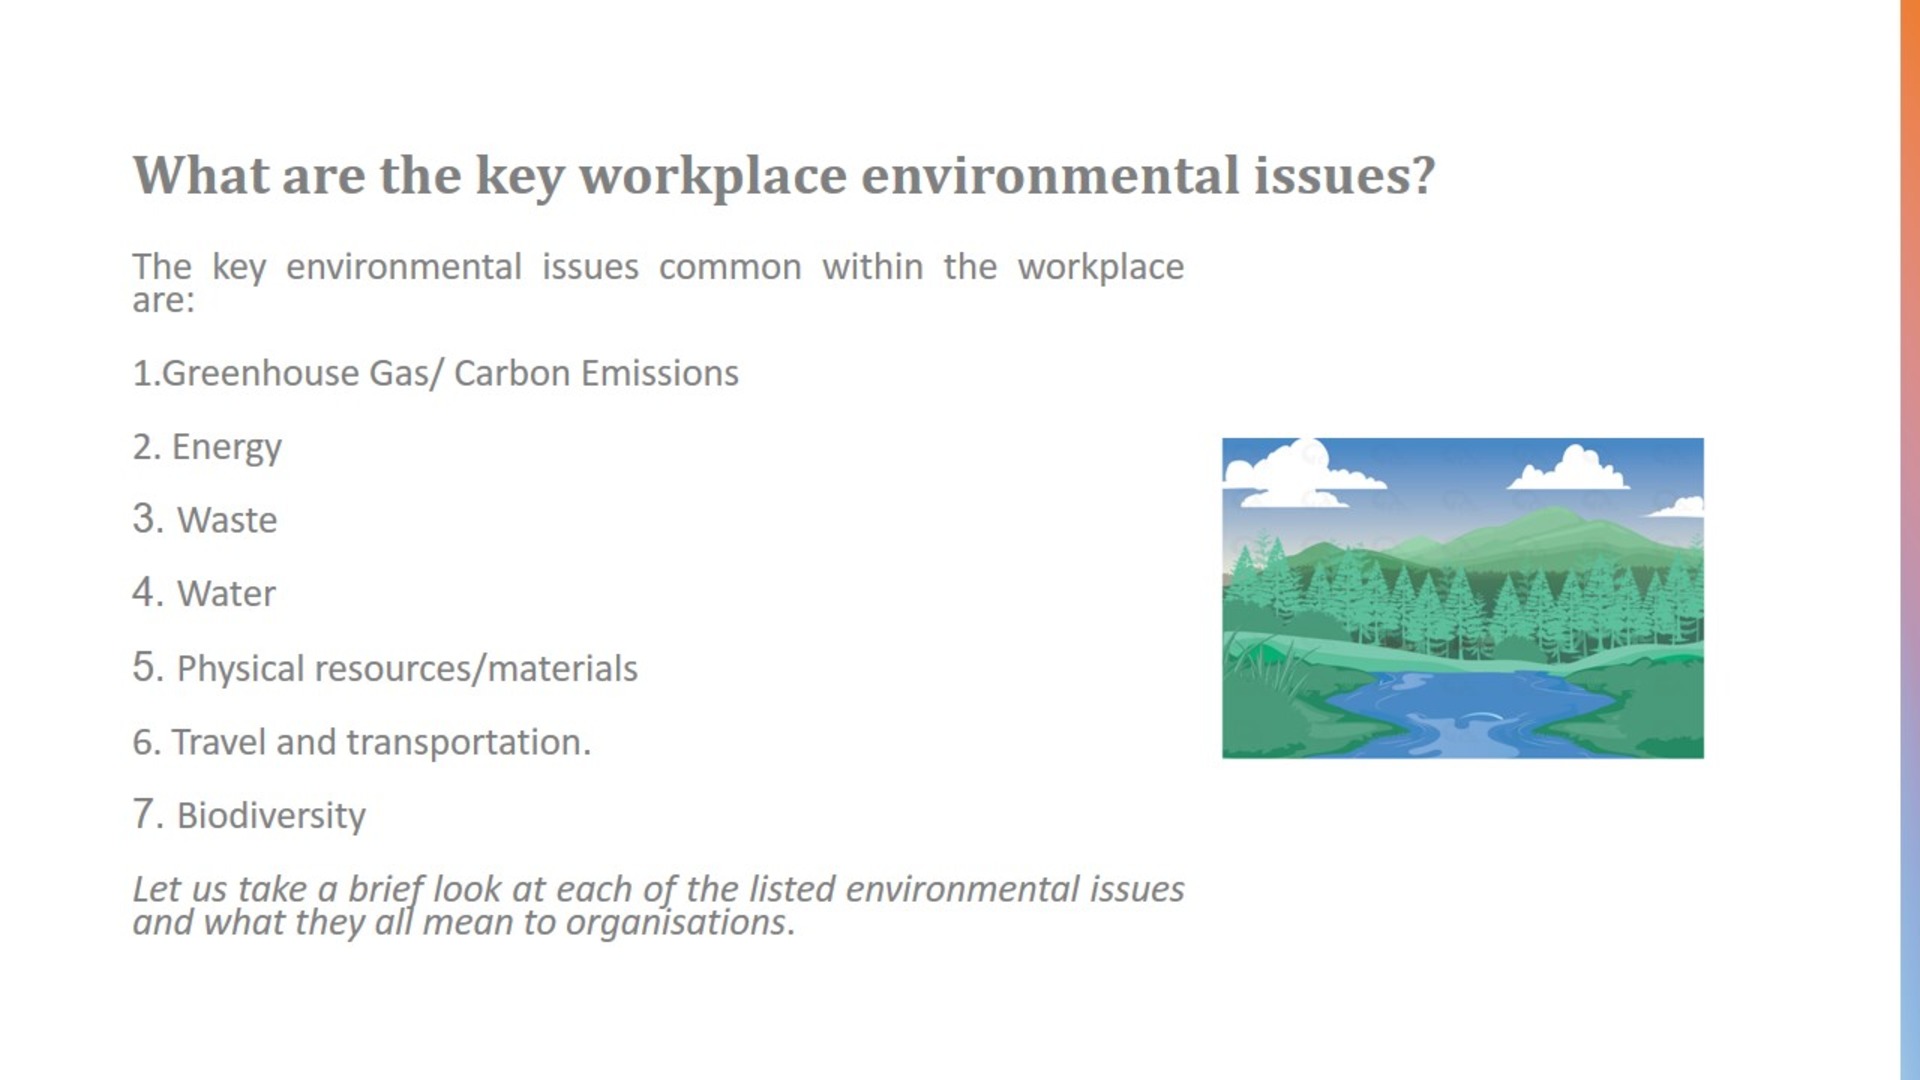 What are the key workplace environmental issues?
The key environmental issues common within the workplace
are:
1.Greenhouse Gas/ Carbon Emissions
2. Energy
3. Waste
4. Water
5. Physical resources/materials
6. Travel and transportation.
7. Biodiversity
Let us take a brief look at each of the listed environmental issues
and what they all mean to organisations.